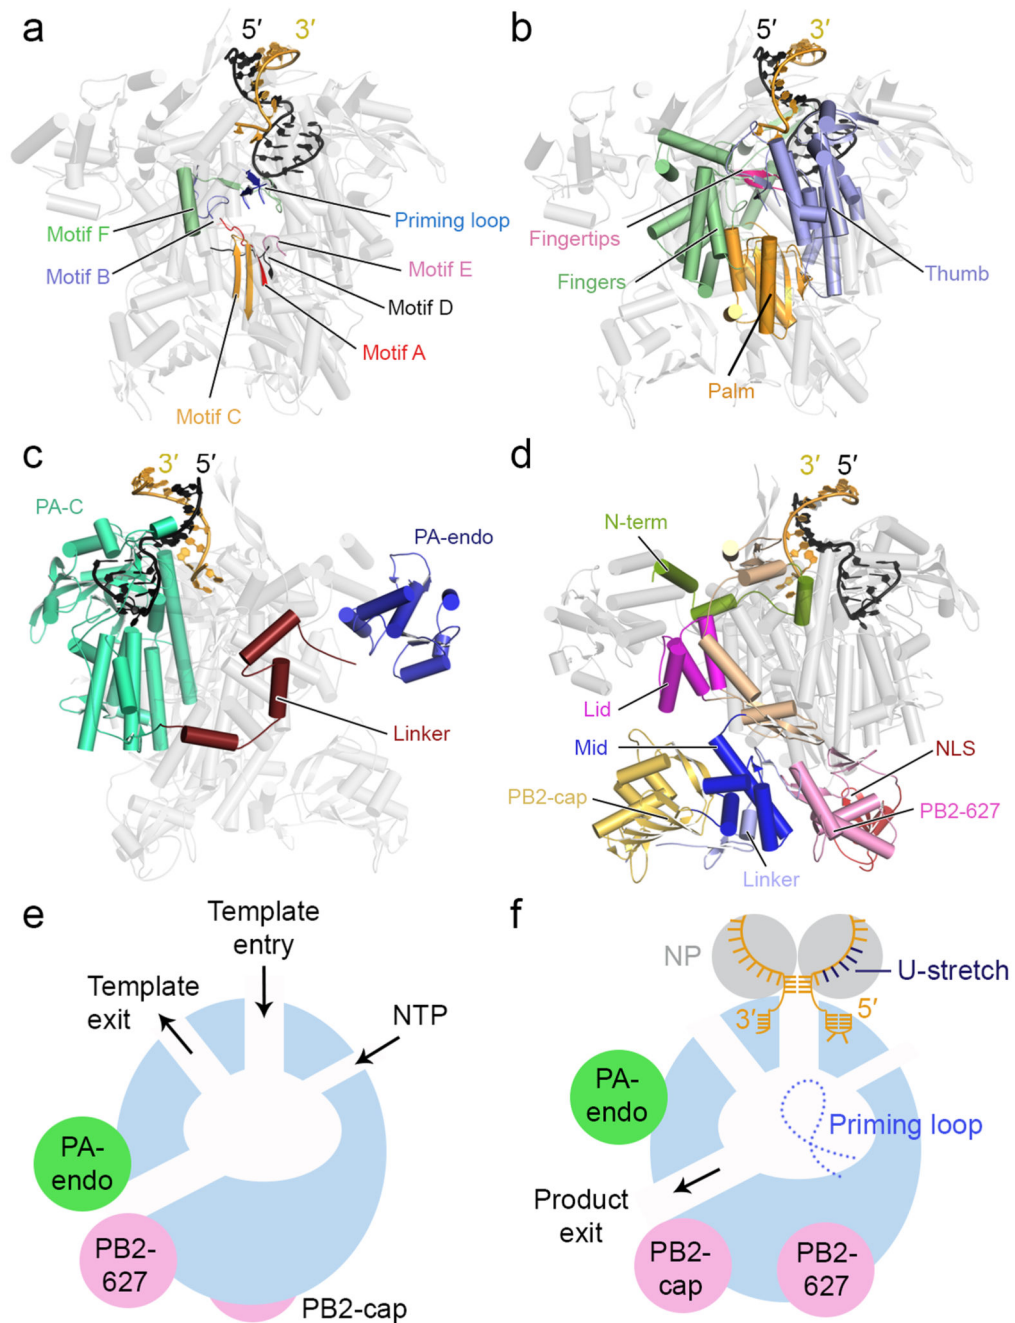 a
5′ 3′
Motif F
Motif B
Priming loop
Motif E
Motif D
Motif A
Motif C
b
5′ 3′
Fingertips
Fingers
Thumb
Palm
c
3′ 5′
PA-C
PA-endo
Linker
d
3′ 5′
N-term
Lid
Mid
NLS
PB2-cap
PB2-627
Linker
e
Template
entry
Template
exit
NTP
PA-
endo
PB2-
627
PB2-cap
f
NP
U-stretch
3′ 5′
PA-
endo
Priming loop
Product
exit
PB2-
cap
PB2-
627